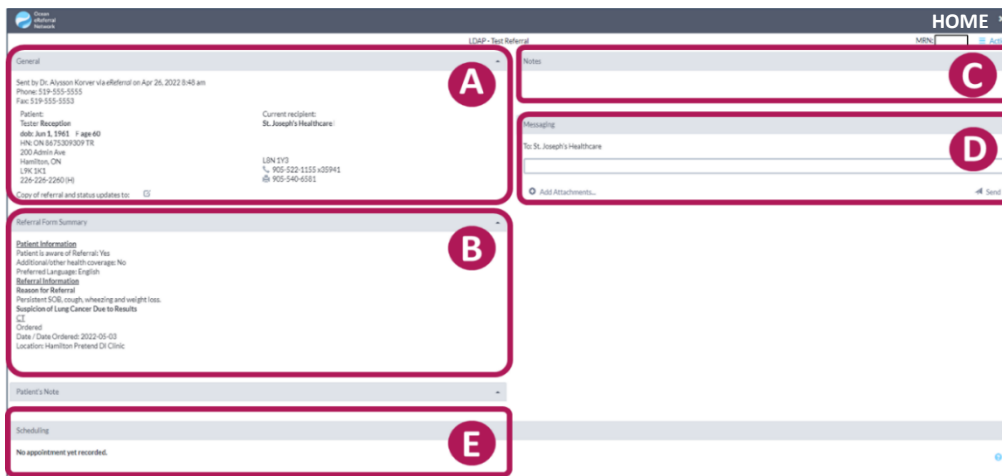 Ocean
eReferral
Network
HOME
LDAP - Test Referral
MRN:
General
A
Sent by Dr. Alysson Korver via eReferral on Apr 26, 2022 8:48 am
Phone: 519-555-5555
Fax: 519-555-5553
Patient:
Tester Reception
dob: Jun 1, 1961 F age 60
HN: ON 8675309309 TR
200 Admin Ave
Hamilton, ON
L9K 1K1
226-226-2260 (H)
Current recipient:
St. Joseph's Healthcare
L8N 1Y3
905-522-1155 x35941
905-540-6581
Copy of referral and status updates to:
Notes
C
Messaging
D
To: St. Joseph's Healthcare
Add Attachments...
Send
Referral Form Summary
B
Patient Information
Patient is aware of Referral: Yes
Additional/other health coverage: No
Preferred Language: English
Referral Information
Reason for Referral
Persistent SOB, cough, wheezing and weight loss.
Suspicion of Lung Cancer Due to Results
CT
Ordered
Date / Date Ordered: 2022-05-03
Location: Hamilton Pretend DI Clinic
Patient's Note
Scheduling
E
No appointment yet recorded.